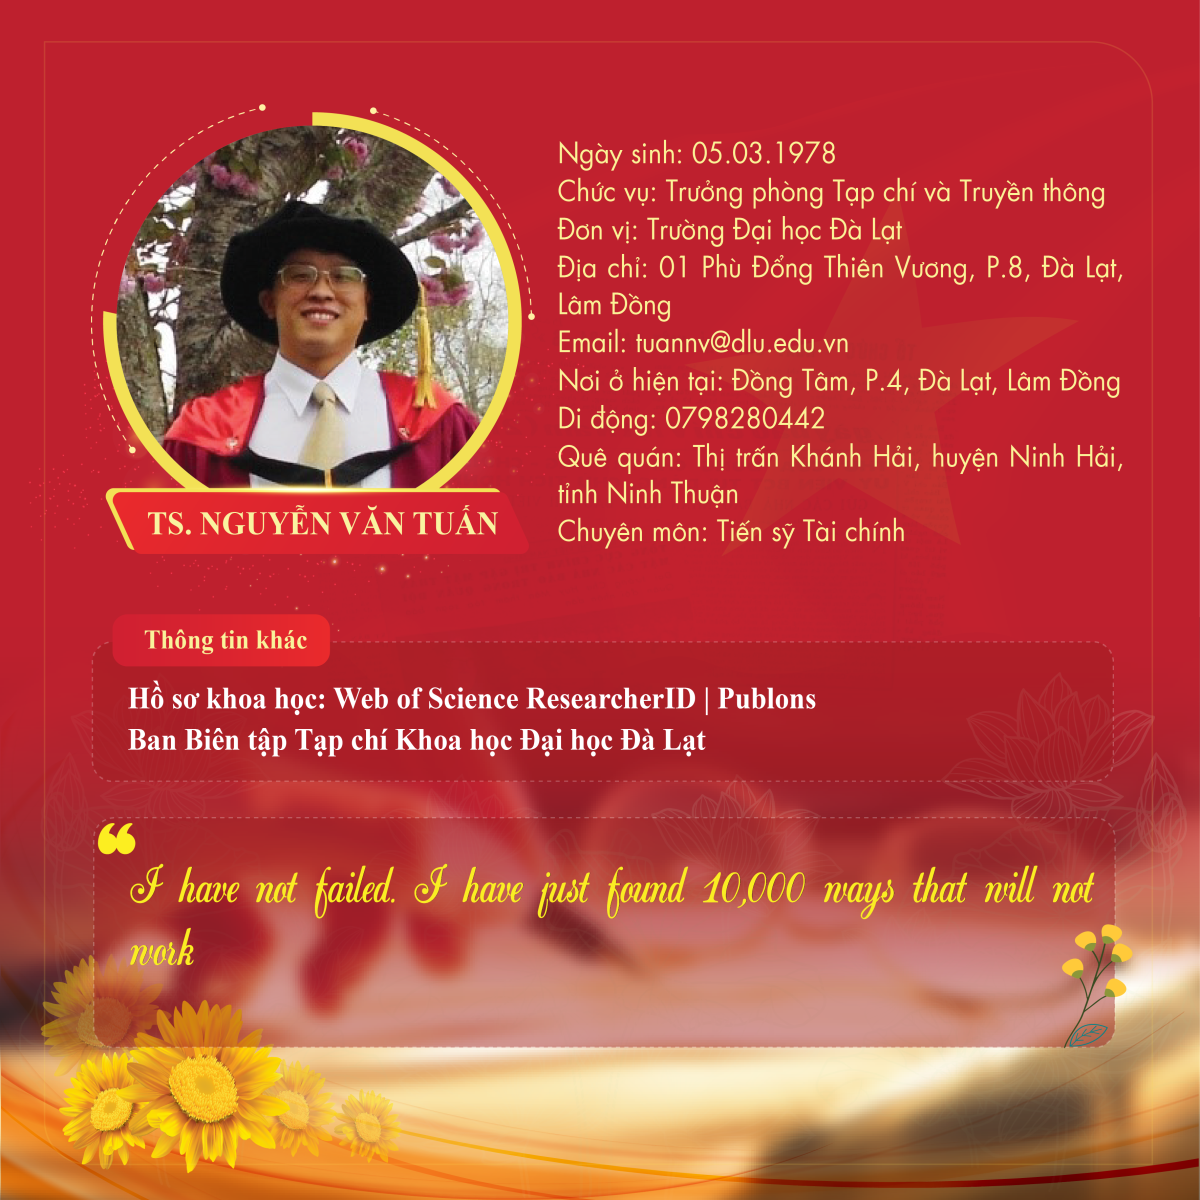 Ngày sinh: 05.03.1978
Chức vụ: Trưởng phòng Tạp chí và Truyền thông
Đơn vị: Trường Đại học Đà Lạt
Địa chỉ: 01 Phù Đổng Thiên Vương, P.8, Đà Lạt,
Lâm Đồng
Email: tuannv@dlu.edu.vn
Nơi ở hiện tại: Đồng Tâm, P.4, Đà Lạt, Lâm Đồng
Di động: 0798280442
Quê quán: Thị trấn Khánh Hải, huyện Ninh Hải,
tỉnh Ninh Thuận
Chuyên môn: Tiến sỹ Tài chính
TS. NGUYỄN VĂN TUẤN
Thông tin khác
Hồ sơ khoa học: Web of Science ResearcherID | Publons
Ban Biên tập Tạp chí Khoa học Đại học Đà Lạt
❝
I have not failed. I have just found 10,000 ways that will not
work